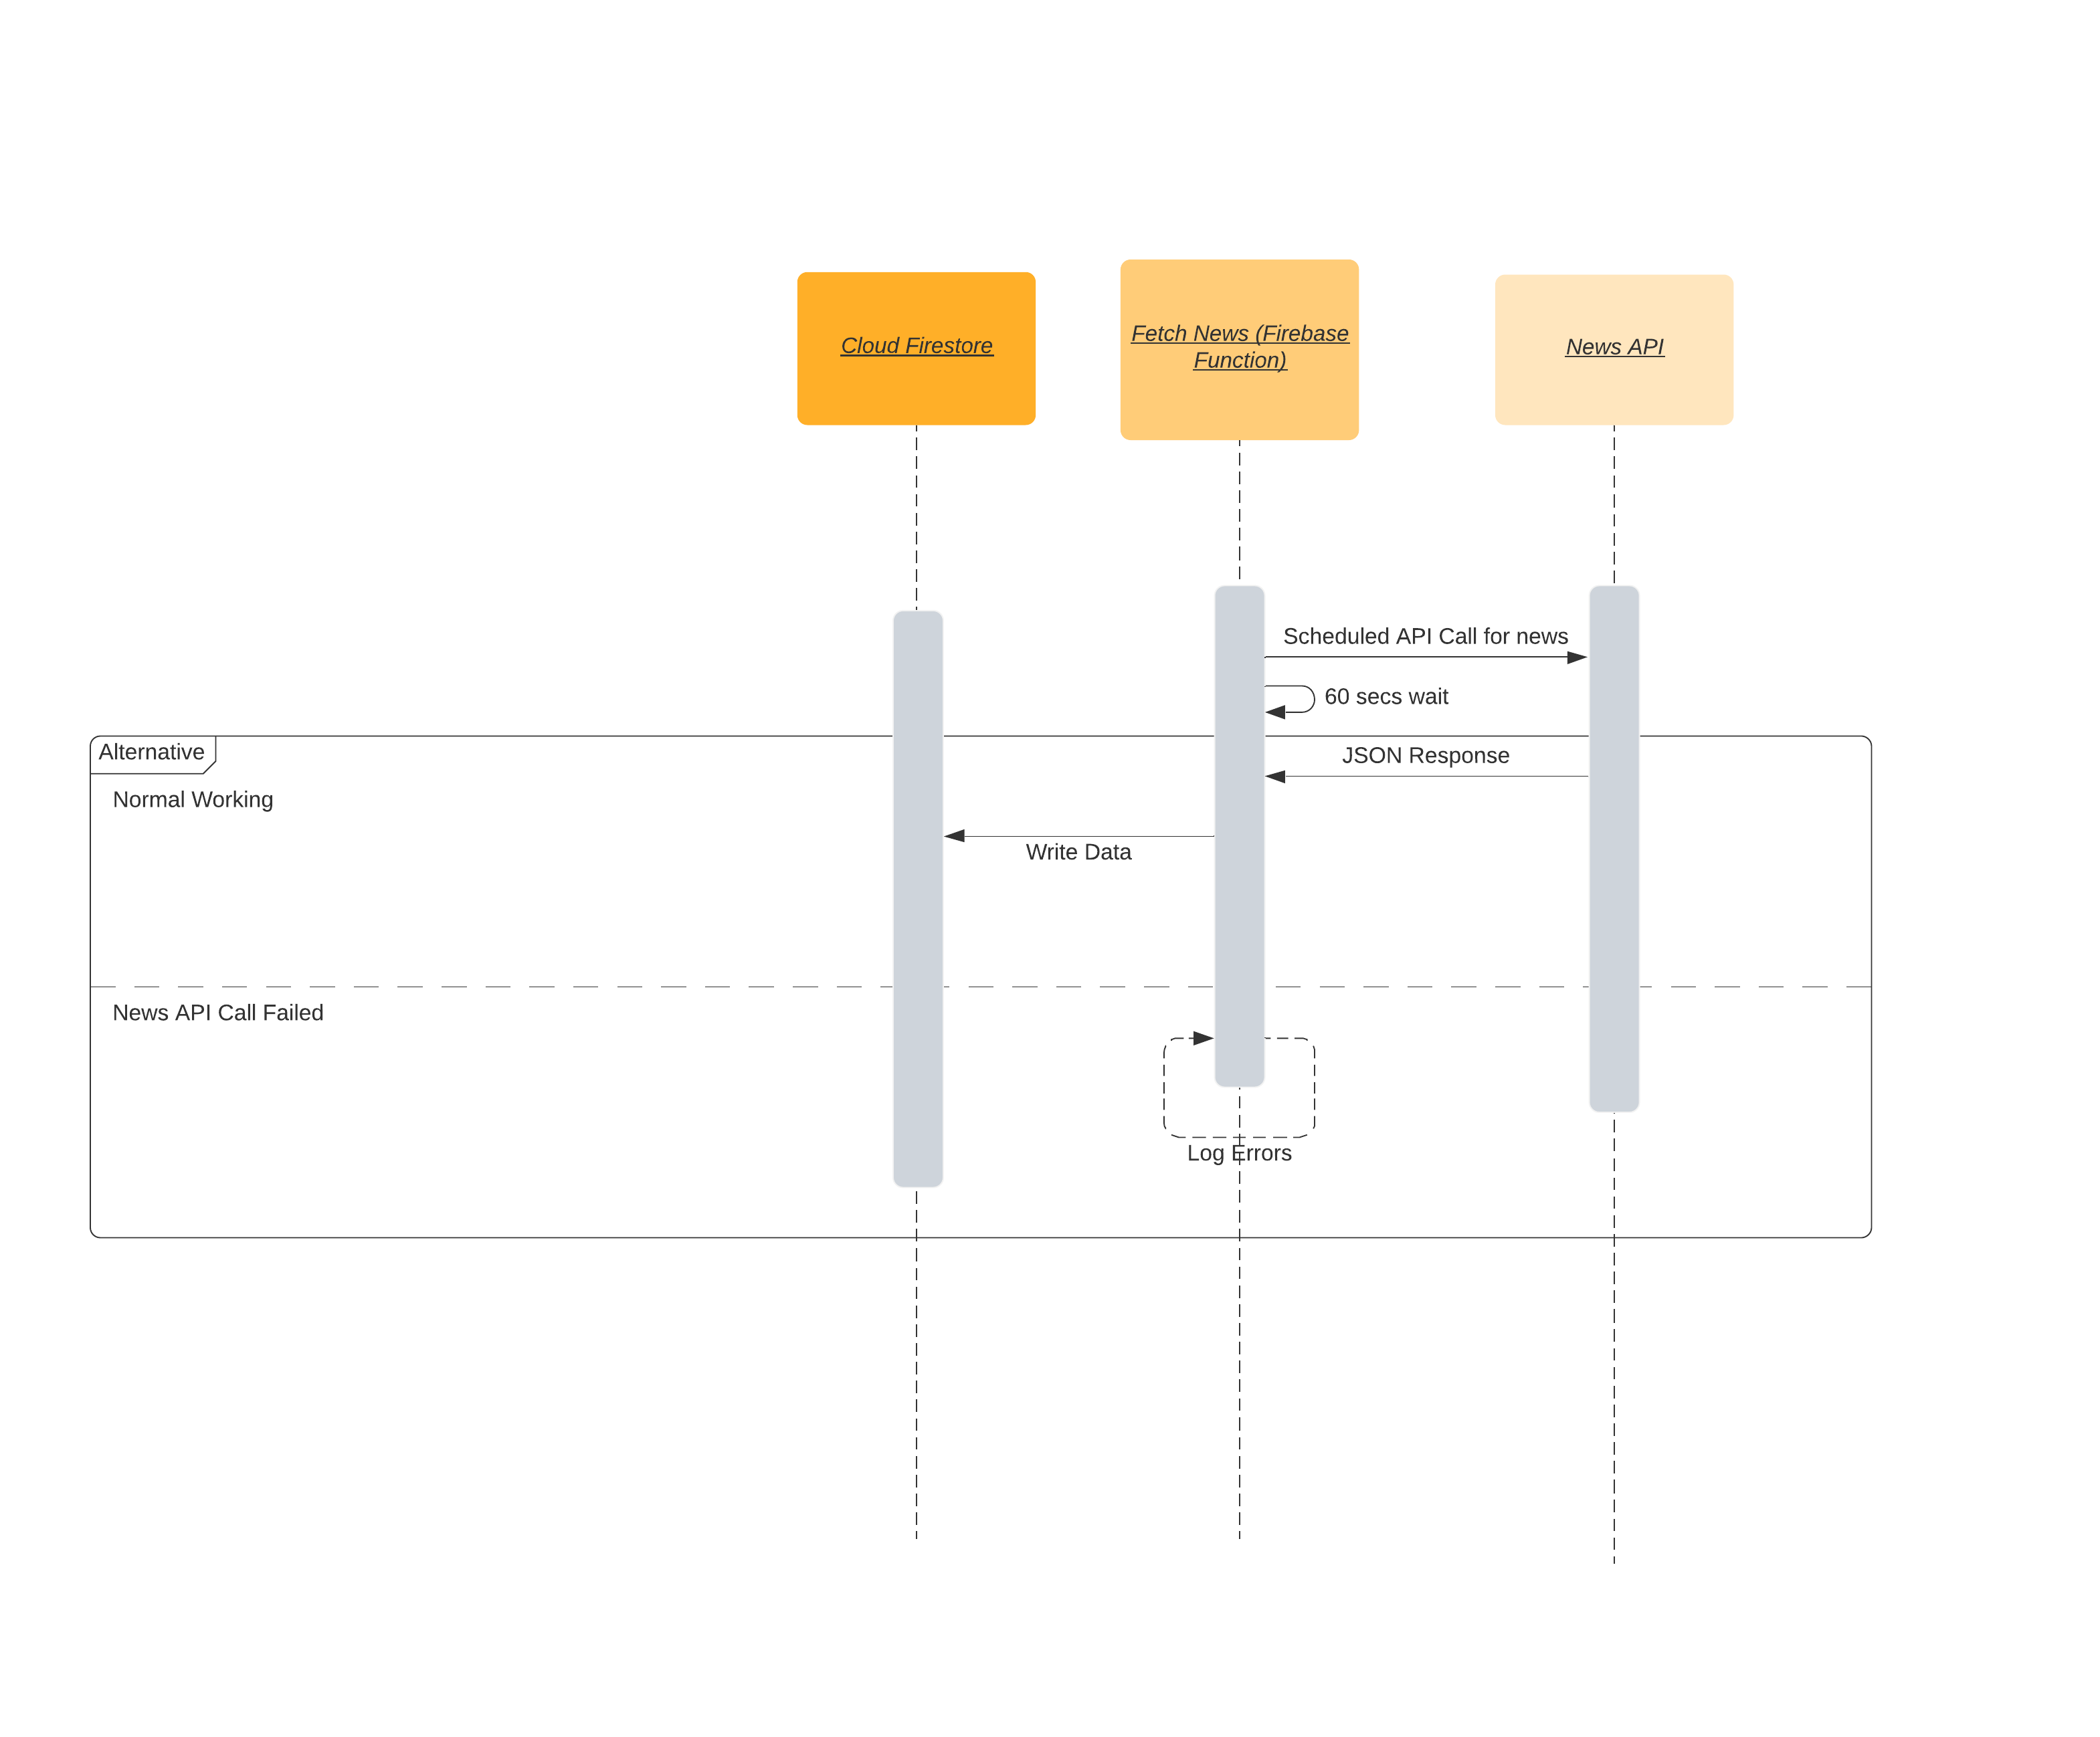 Cloud Firestore
Fetch News (Firebase
Function)
News API
Scheduled API Call for news
60 secs wait
Alternative
JSON Response
Normal Working
Write Data
News API Call Failed
Log Errors